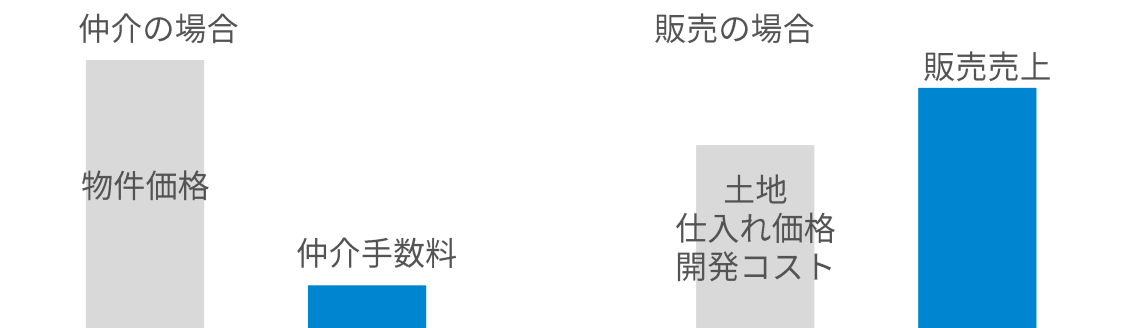 仲介の場合
物件価格
仲介手数料
販売の場合
販売売上
土地
仕入れ価格
開発コスト